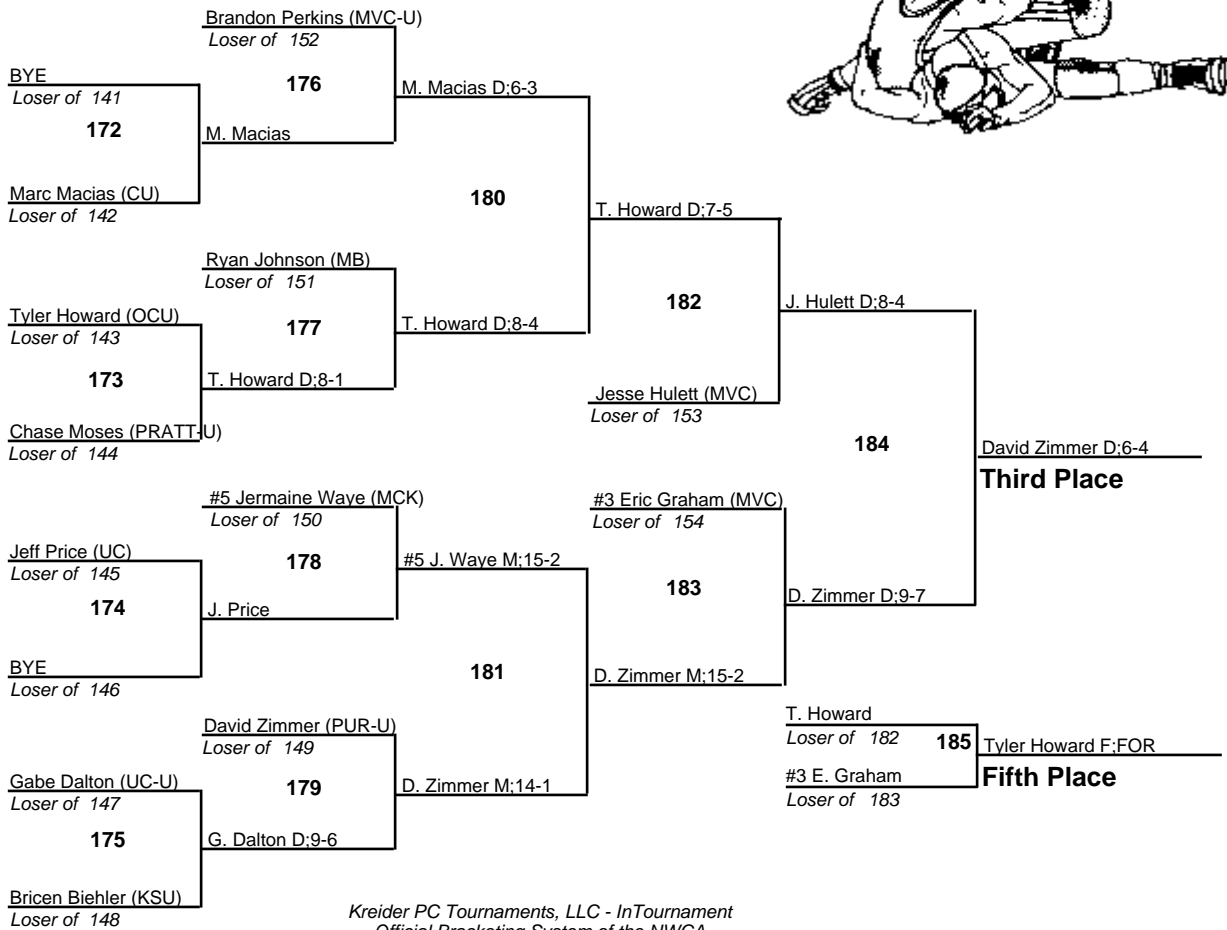 Brandon Perkins (MVC-U)
Loser of 152
BYE
Loser of 141
176
M. Macias D;6-3
172
M. Macias
Marc Macias (CU)
Loser of 142
180
T. Howard D;7-5
Ryan Johnson (MB)
Loser of 151
Tyler Howard (OCU)
Loser of 143
177
T. Howard D;8-4
182
J. Hulett D;8-4
173
T. Howard D;8-1
Jesse Hulett (MVC)
Loser of 153
Chase Moses (PRATT-U)
Loser of 144
184
David Zimmer D;6-4
Third Place
#5 Jermaine Waye (MCK)
Loser of 150
#3 Eric Graham (MVC)
Loser of 154
Jeff Price (UC)
Loser of 145
178
#5 J. Waye M;15-2
183
D. Zimmer D;9-7
174
J. Price
BYE
Loser of 146
181
D. Zimmer M;15-2
David Zimmer (PUR-U)
Loser of 149
T. Howard
Loser of 182
185
Tyler Howard F;FOR
Fifth Place
#3 E. Graham
Loser of 183
Gabe Dalton (UC-U)
Loser of 147
179
D. Zimmer M;14-1
175
G. Dalton D;9-6
Bricen Biehler (KSU)
Loser of 148
Kreider PC Tournaments, LLC - InTournament
Official Bracketing System of the NWCA